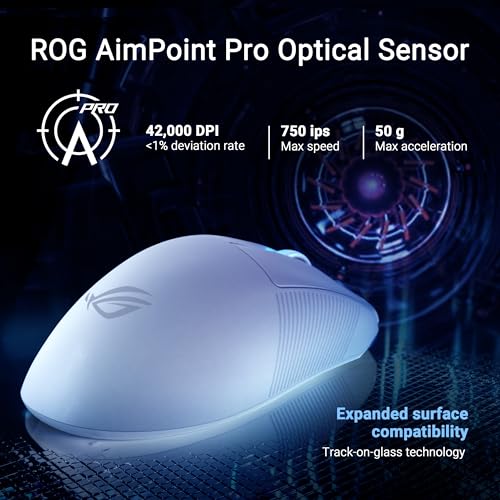 ROG AimPoint Pro Optical Sensor
PRO
42,000 DPI
<1% deviation rate
750 ips
Max speed
50 g
Max acceleration
Expanded surface
compatibility
Track-on-glass technology